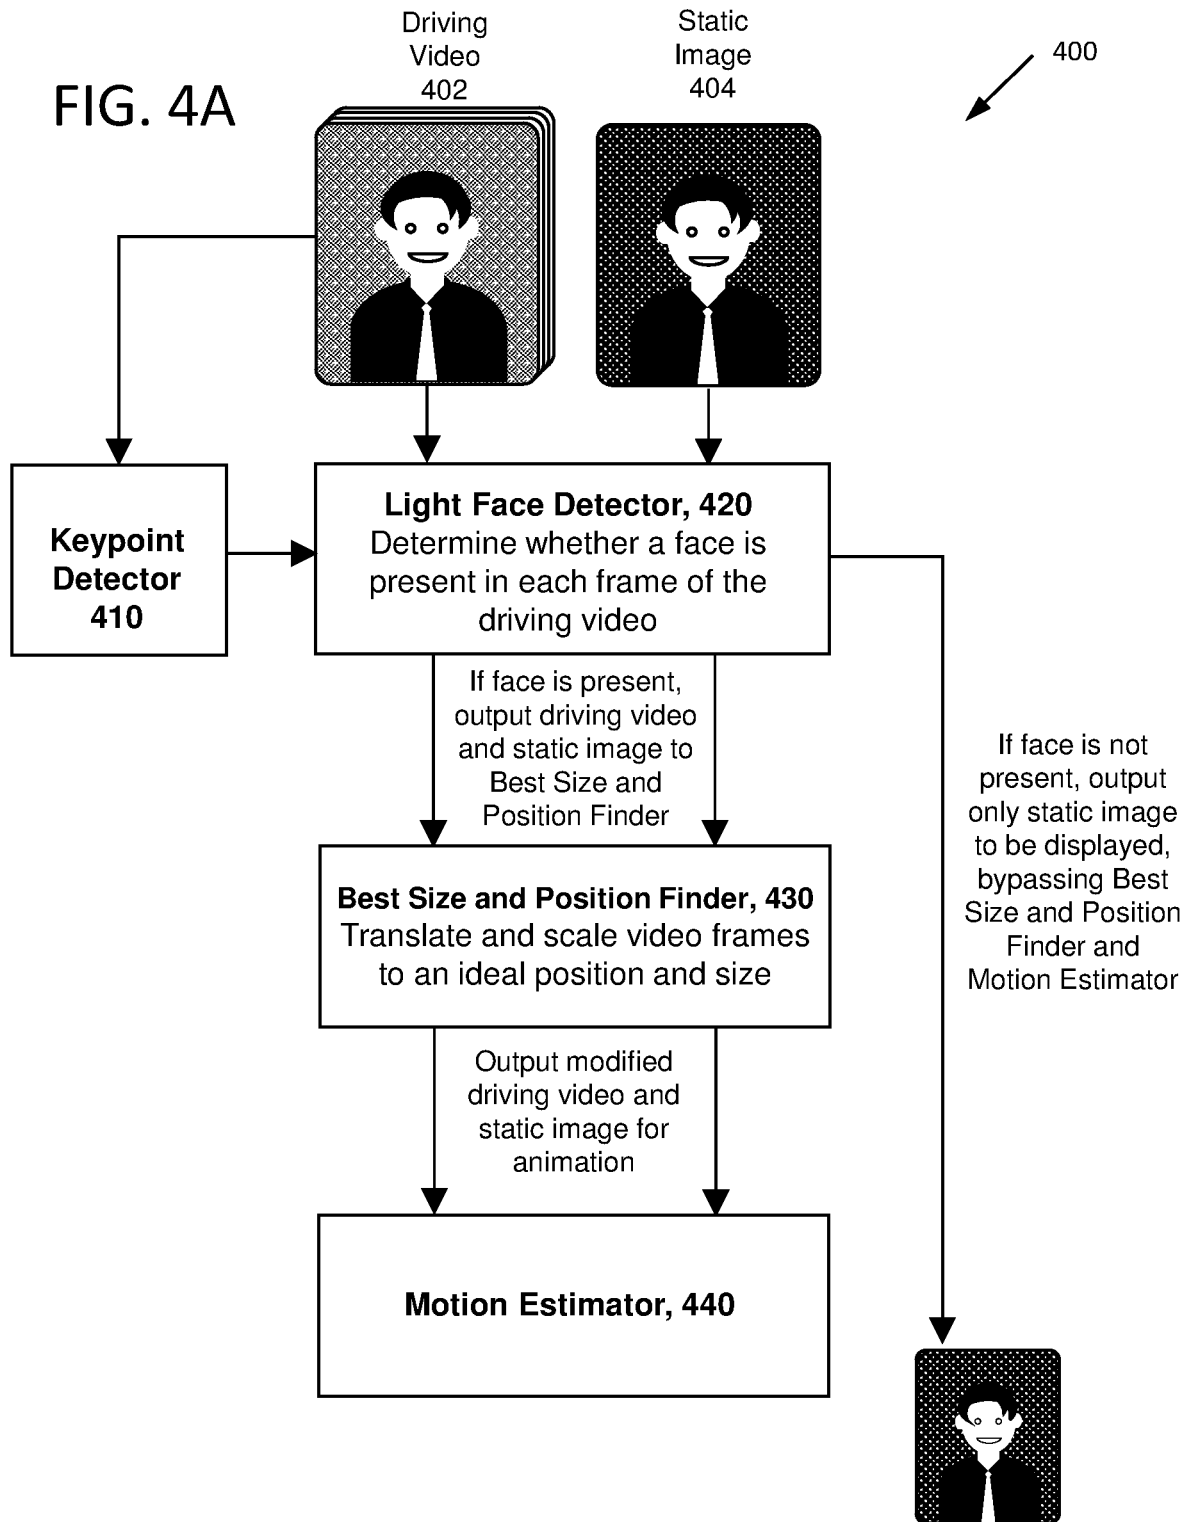 FIG. 4A
Driving
Video
402
Static
Image
404
400
Keypoint
Detector
410
Light Face Detector, 420
Determine whether a face is
present in each frame of the
driving video
If face is present,
output driving video
and static image to
Best Size and
Position Finder
If face is not
present, output
only static image
to be displayed,
bypassing Best
Size and Position
Finder and
Motion Estimator
Best Size and Position Finder, 430
Translate and scale video frames
to an ideal position and size
Output modified
driving video and
static image for
animation
Motion Estimator, 440